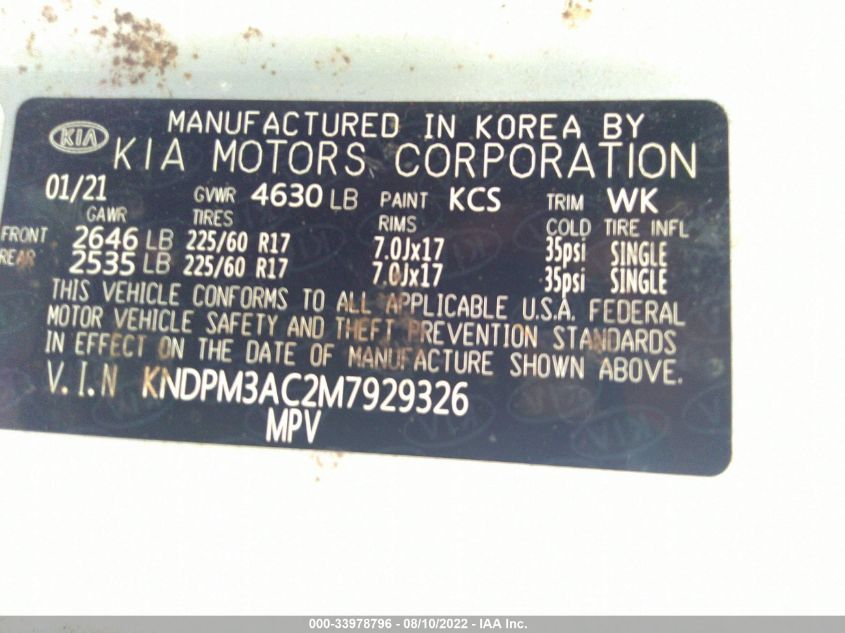 KIA MANUFACTURED IN KOREA BY
KIA MOTORS CORPORATION
01/21 GVWR 4630 LB PAINT KCS TRIM WK
GAWR TIRES RIMS COLD TIRE INFL
FRONT 2646 LB 225/60 R17 7.0Jx17 35psi SINGLE
REAR 2535 LB 225/60 R17 7.0Jx17 35psi SINGLE
THIS VEHICLE CONFORMS TO ALL APPLICABLE U.S.A. FEDERAL
MOTOR VEHICLE SAFETY AND THEFT PREVENTION STANDARDS
IN EFFECT ON THE DATE OF MANUFACTURE SHOWN ABOVE.
V.I.N KNDPM3AC2M7929326
MPV
000-33978796 - 08/10/2022 - IAA Inc.